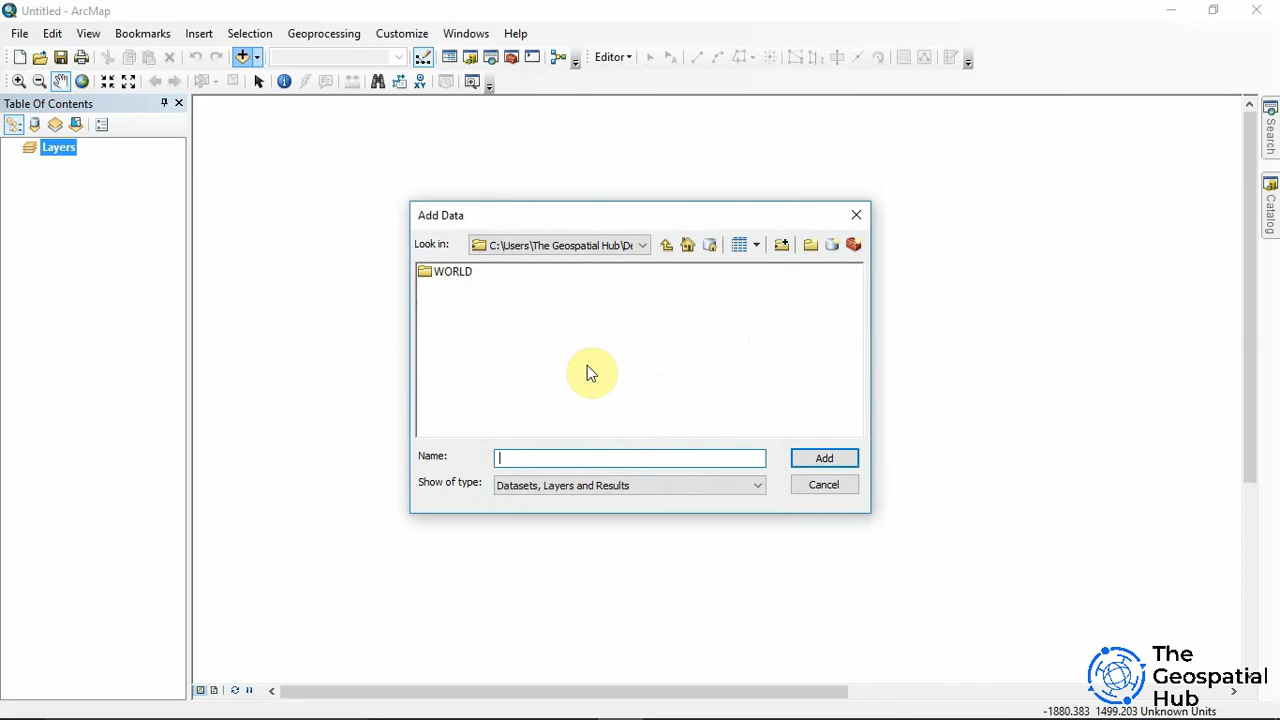 Untitled - ArcMap
File Edit View Bookmarks Insert Selection Geoprocessing Customize Windows Help
Editor
XY
Table Of Contents
Layers
Search
Catalog
Add Data
Look in: C:\Users\The Geospatial Hub\De
WORLD
Name:
Add
Show of type: Datasets, Layers and Results
Cancel
The
Geospatial
Hub
-1880.383 1499.203 Unknown Units